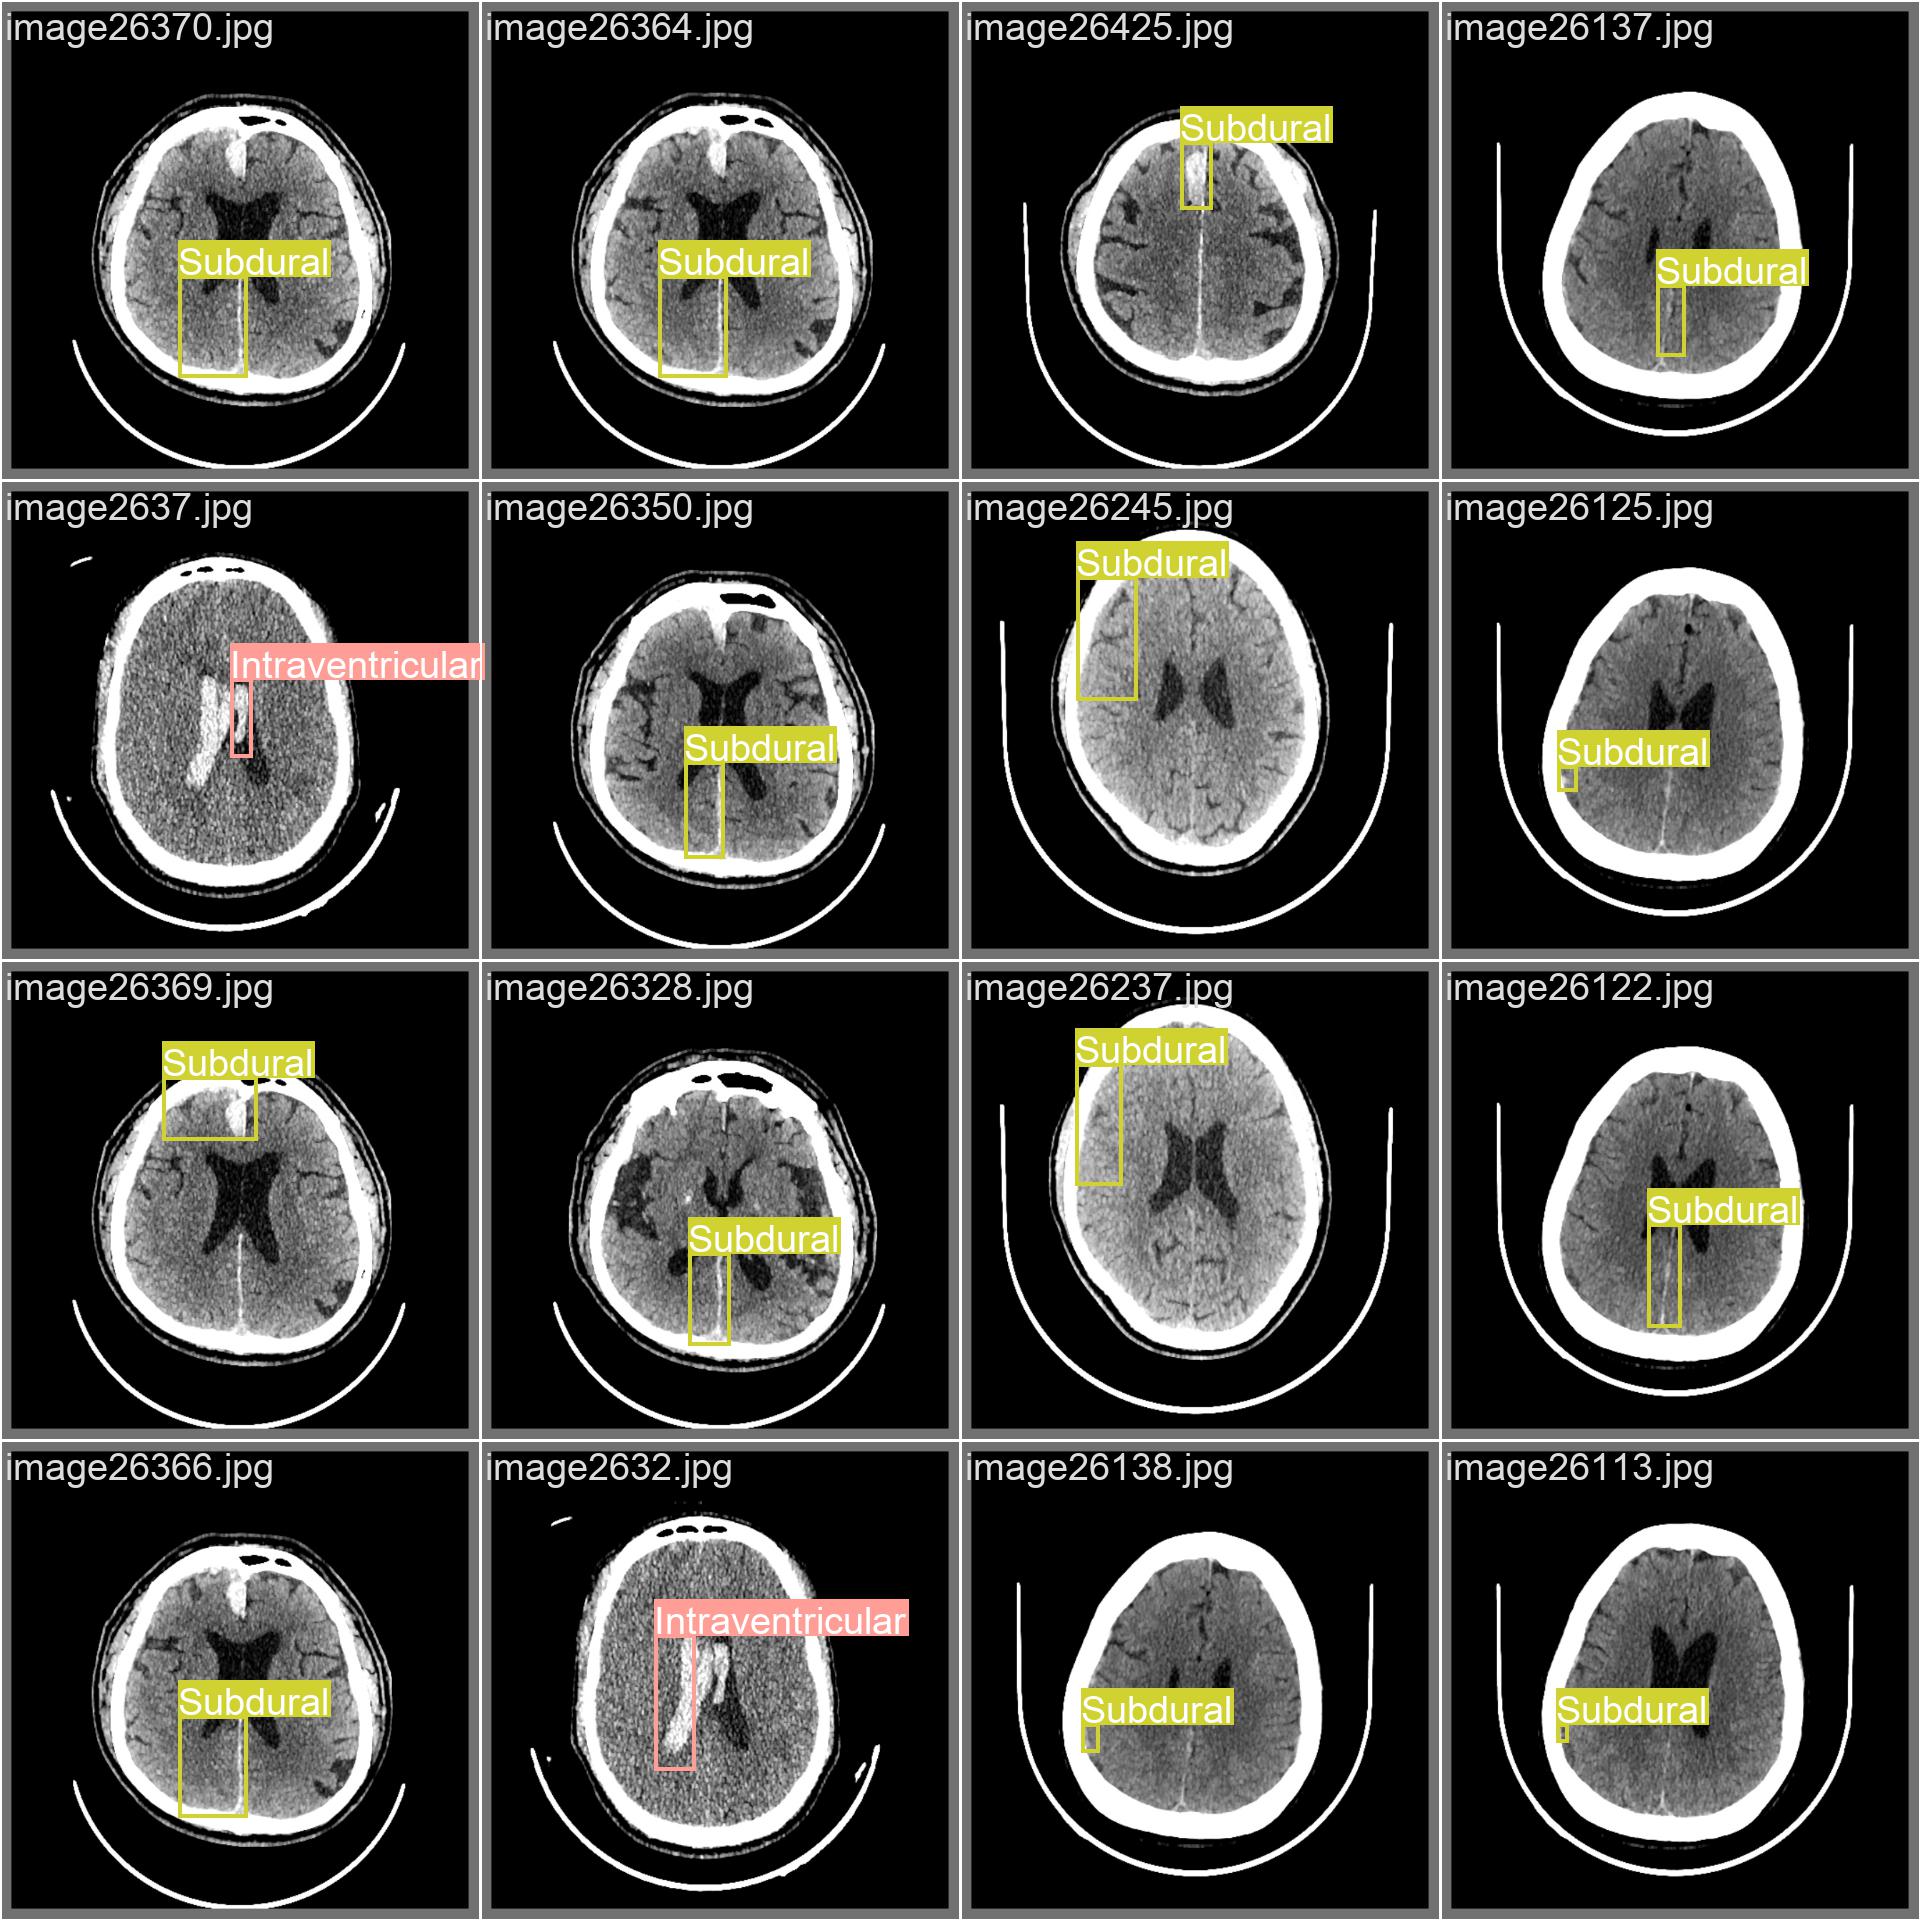 image26370.jpg
Subdural
image26364.jpg
Subdural
image26425.jpg
Subdural
image26137.jpg
Subdural
image2637.jpg
Intraventricular
image26350.jpg
Subdural
image26245.jpg
Subdural
image26125.jpg
Subdural
image26369.jpg
Subdural
image26328.jpg
Subdural
image26237.jpg
Subdural
image26122.jpg
Subdural
image26366.jpg
Subdural
image2632.jpg
Intraventricular
image26138.jpg
Subdural
image26113.jpg
Subdural